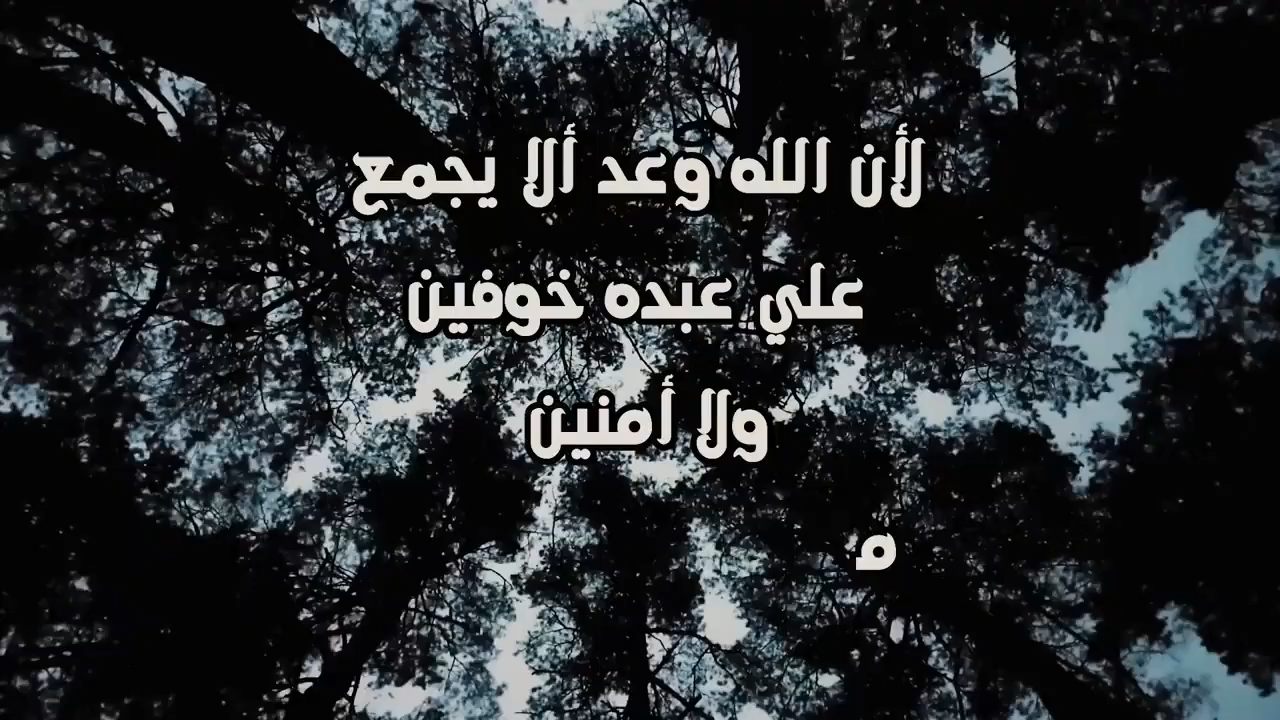 لأن الله وَعد ألا يجمع
علي عبده خوفين
ولا أمنين
م